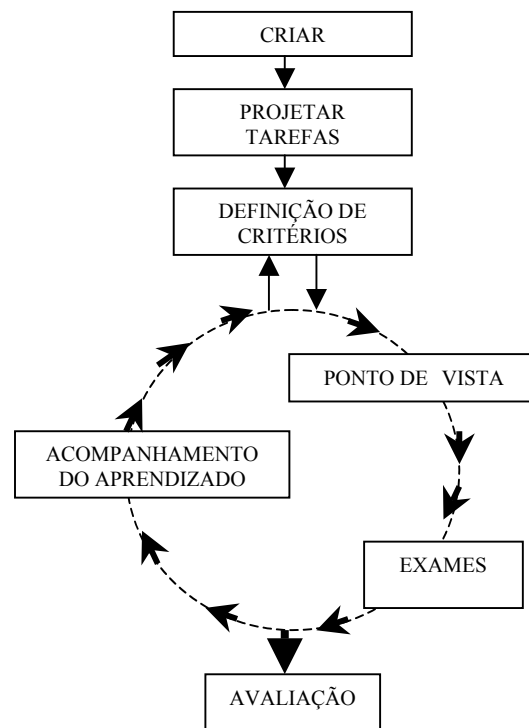 CRIAR
PROJETAR
TAREFAS
DEFINIÇÃO DE
CRITÉRIOS
PONTO DE VISTA
ACOMPANHAMENTO
DO APRENDIZADO
EXAMES
AVALIAÇÃO